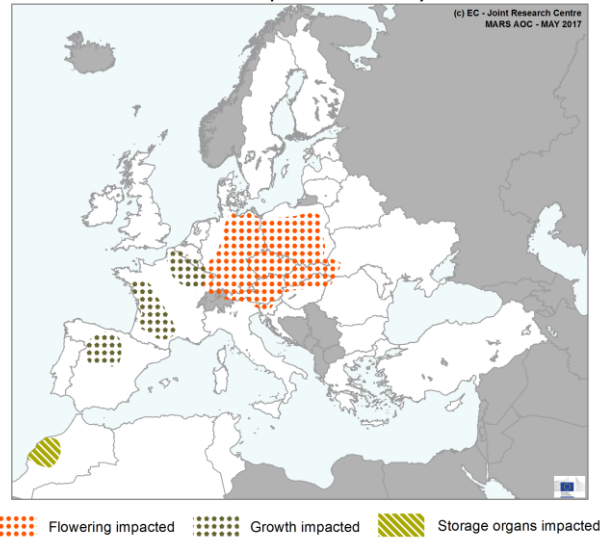 (c) EC - Joint Research Centre
MARS AOC - MAY 2017
Flowering impacted Growth impacted Storage organs impacted